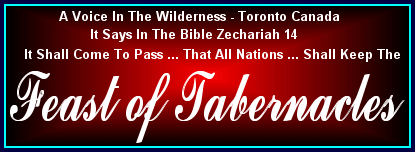 A Voice In The Wilderness - Toronto Canada
It Says In The Bible Zechariah 14
It Shall Come To Pass ... That All Nations ... Shall Keep The
Feast of Tabernacles